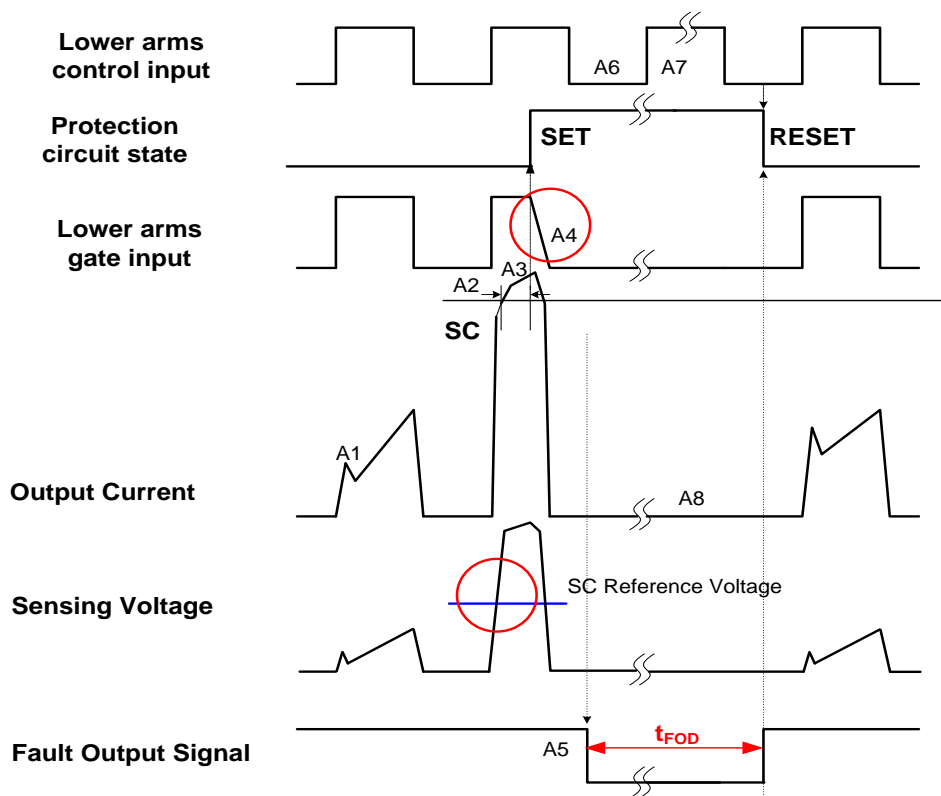 Lower arms
control input
A6
A7
Protection
circuit state
SET
RESET
Lower arms
gate input
A4
A2
A3
SC
A1
Output Current
A8
SC Reference Voltage
Sensing Voltage
Fault Output Signal
A5
tFOD